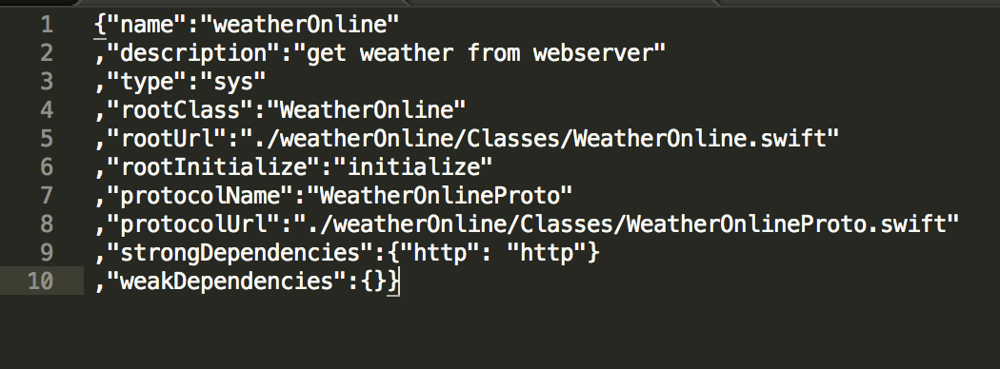 1 {"name":"weatherOnline"
2 ,"description":"get weather from webserver"
3 ,"type":"sys"
4 ,"rootClass":"WeatherOnline"
5 ,"rootUrl":"./weatherOnline/Classes/WeatherOnline.swift"
6 ,"rootInitialize":"initialize"
7 ,"protocolName":"WeatherOnlineProto"
8 ,"protocolUrl":"./weatherOnline/Classes/WeatherOnlineProto.swift"
9 ,"strongDependencies":{"http": "http"}
10 ,"weakDependencies":{}}